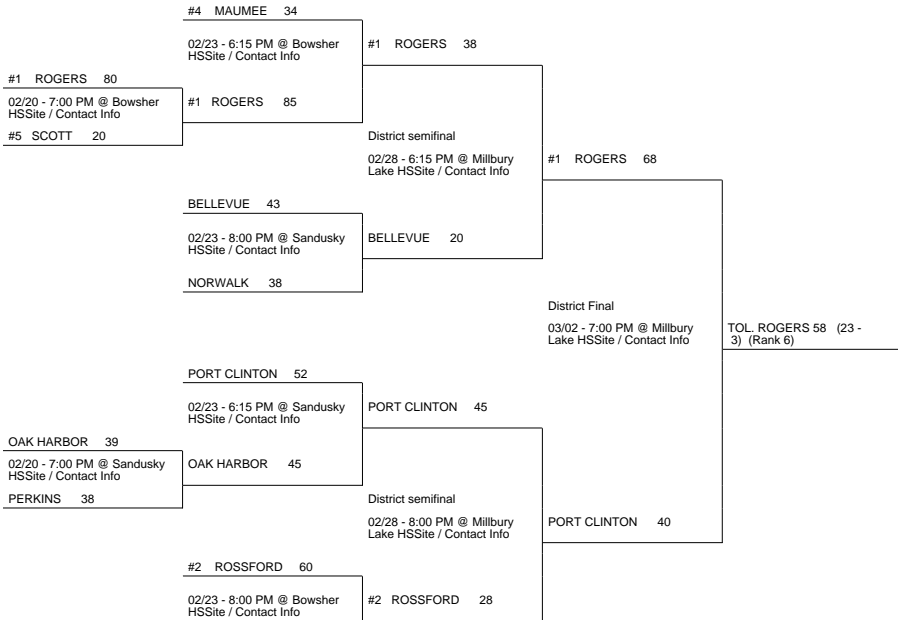 #4 MAUMEE 34
02/23 - 6:15 PM @ Bowsher
HSSite / Contact Info
#1 ROGERS 38
#1 ROGERS 80
02/20 - 7:00 PM @ Bowsher
HSSite / Contact Info
#1 ROGERS 85
#5 SCOTT 20
District semifinal
02/28 - 6:15 PM @ Millbury
Lake HSSite / Contact Info
#1 ROGERS 68
BELLEVUE 43
02/23 - 8:00 PM @ Sandusky
HSSite / Contact Info
BELLEVUE 20
NORWALK 38
District Final
03/02 - 7:00 PM @ Millbury
Lake HSSite / Contact Info
TOL. ROGERS 58 (23 -
3) (Rank 6)
PORT CLINTON 52
02/23 - 6:15 PM @ Sandusky
HSSite / Contact Info
PORT CLINTON 45
OAK HARBOR 39
02/20 - 7:00 PM @ Sandusky
HSSite / Contact Info
OAK HARBOR 45
PERKINS 38
District semifinal
02/28 - 8:00 PM @ Millbury
Lake HSSite / Contact Info
PORT CLINTON 40
#2 ROSSFORD 60
02/23 - 8:00 PM @ Bowsher
HSSite / Contact Info
#2 ROSSFORD 28